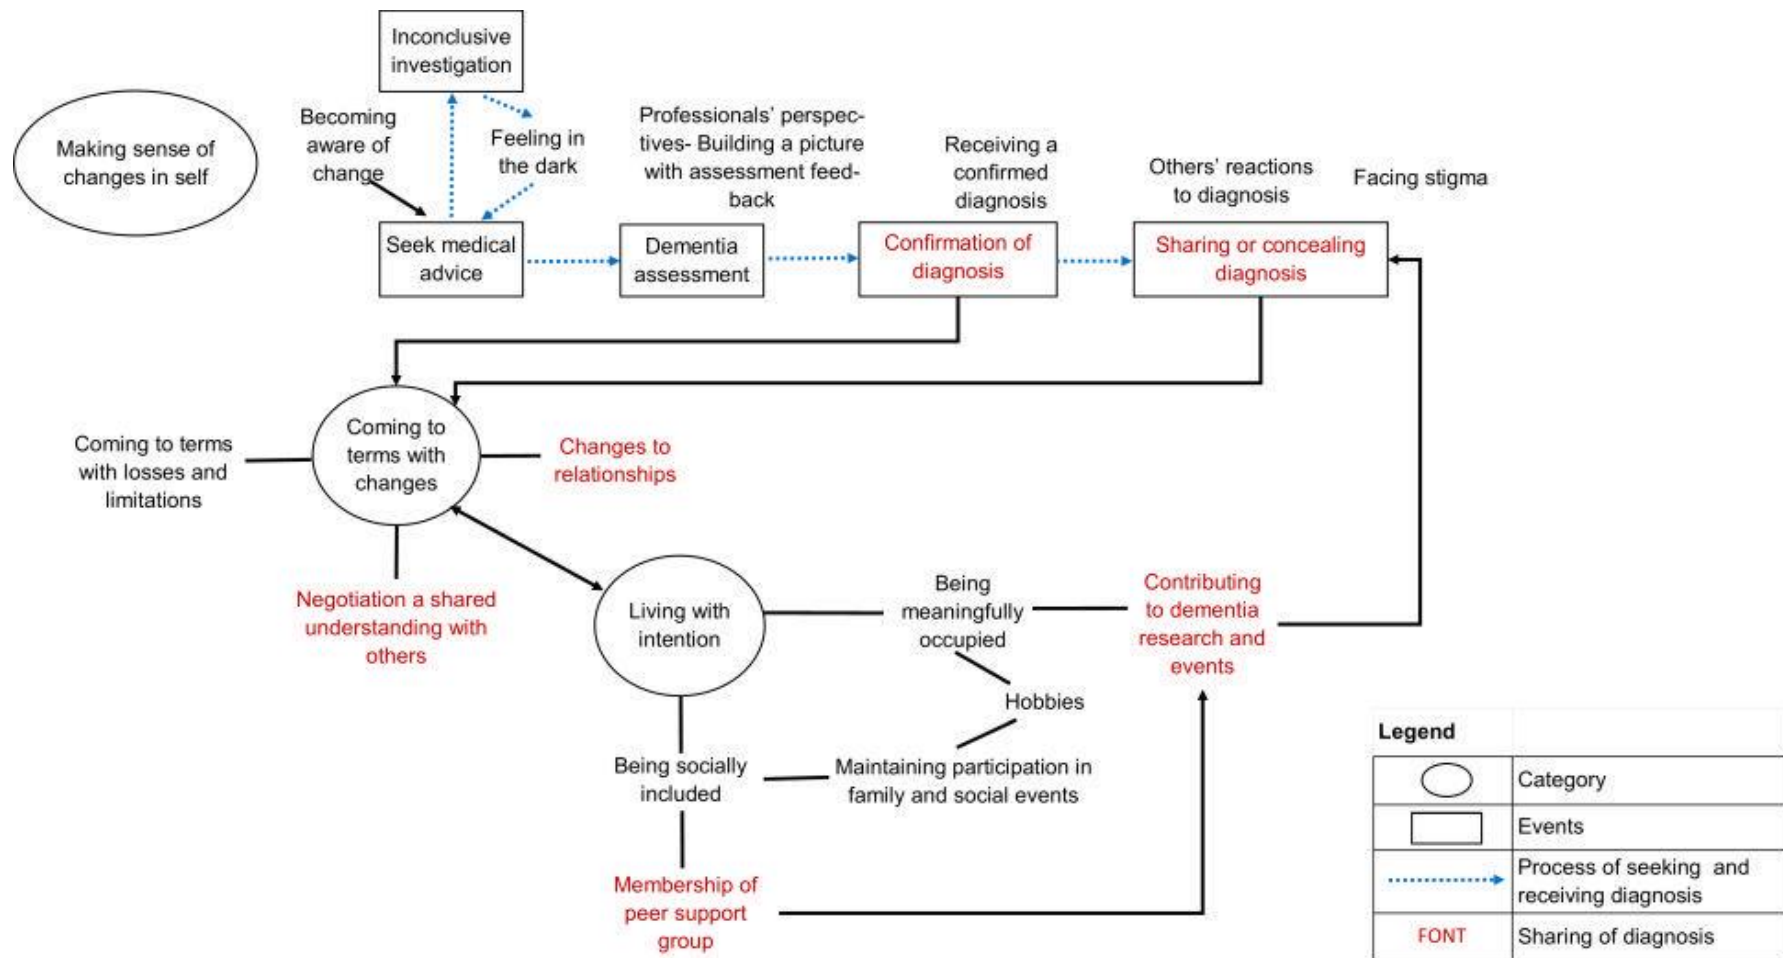 Inconclusive
investigation
Making sense of
changes in self
Becoming
aware of
change
Feeling in
the dark
Professionals’ perspec-
tives- Building a picture
with assessment feed-
back
Receiving a
confirmed
diagnosis
Others’ reactions
to diagnosis
Facing stigma
Seek medical
advice
Dementia
assessment
Confirmation of
diagnosis
Sharing or concealing
diagnosis
Coming to terms
with losses and
limitations
Coming to
terms with
changes
Changes to
relationships
Negotiation a shared
understanding with
others
Living with
intention
Being
meaningfully
occupied
Contributing
to dementia
research and
events
Hobbies
Being socially
included
Maintaining participation in
family and social events
Membership of
peer support
group
Legend
Category
Events
Process of seeking and
receiving diagnosis
FONT Sharing of diagnosis